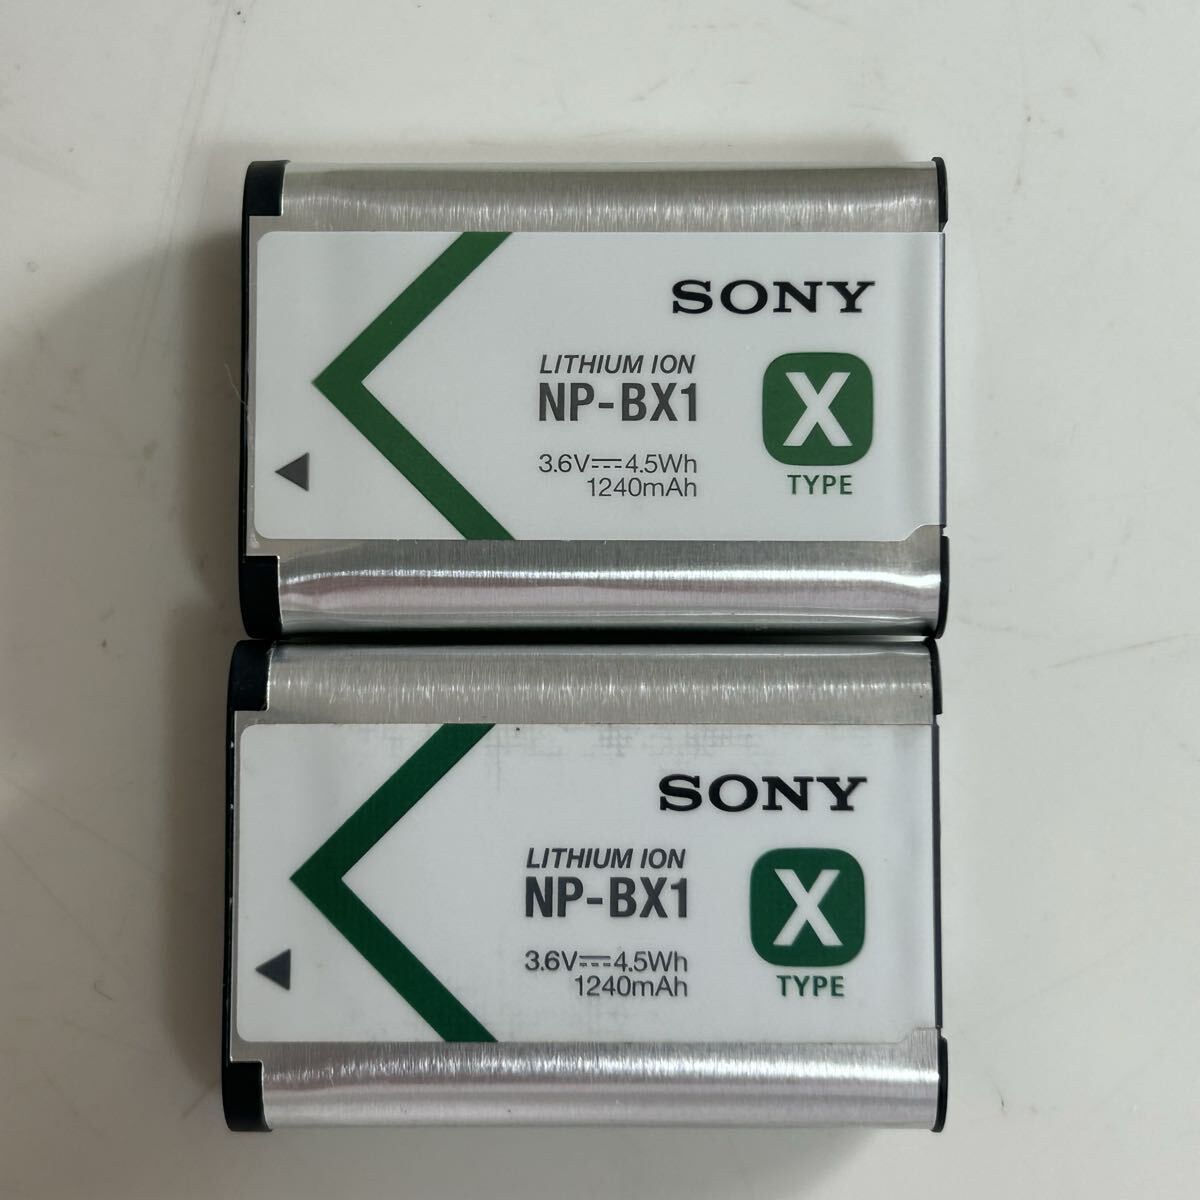 SONY
LITHIUM ION
NP-BX1
3.6V⎓4.5Wh
1240mAh
X
TYPE
SONY
LITHIUM ION
NP-BX1
3.6V⎓4.5Wh
1240mAh
X
TYPE